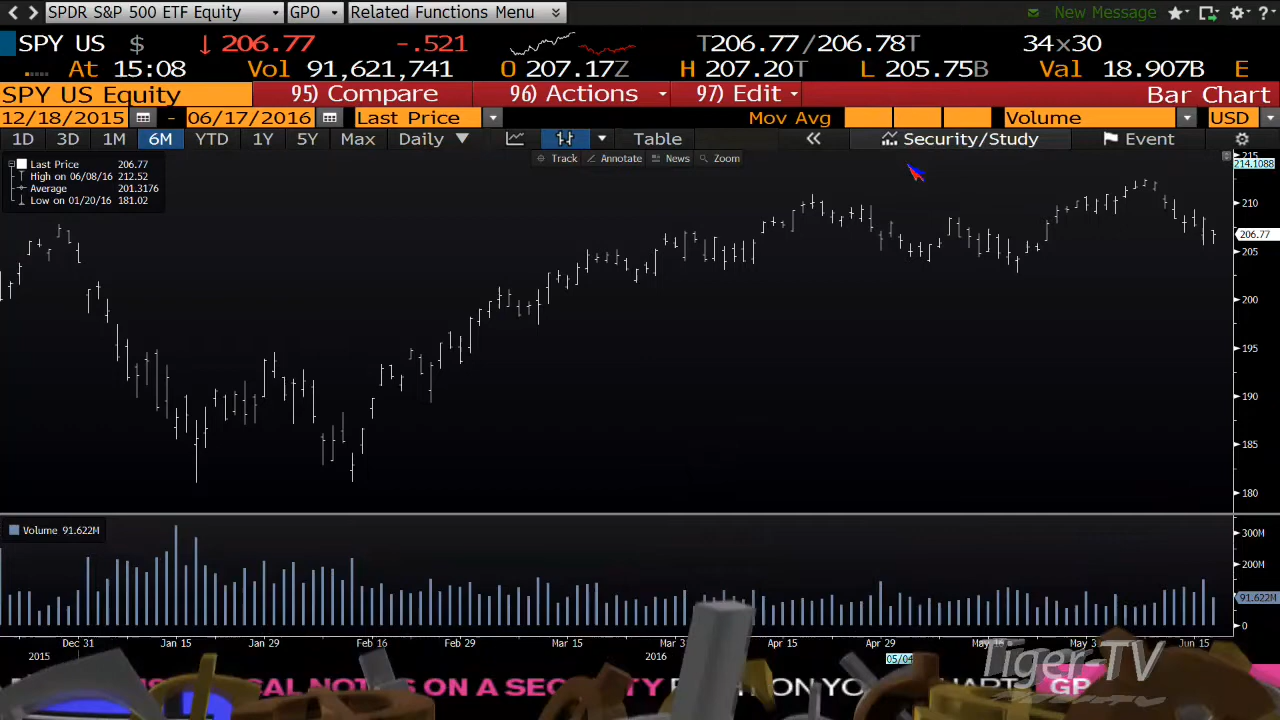 SPDR S&P 500 ETF Equity GPO Related Functions Menu New Message ?
SPY US $ ↓ 206.77 -.521 T206.77/206.78T 34x30
At 15:08 Vol 91,621,741 O 207.17Z H 207.20T L 205.75B Val 18.907B E
SPY US Equity 95) Compare 96) Actions 97) Edit Bar Chart
12/18/2015 - 06/17/2016 Last Price Mov Avg Volume USD
1D 3D 1M 6M YTD 1Y 5Y Max Daily ▼ Table « Security/Study Event
Track Annotate News Zoom
Last Price 206.77
High on 06/08/16 212.52
Average 201.3176
Low on 01/20/16 181.02
215
214.1088
210
206.77
205
200
195
190
185
180
Volume 91.622M
300M
200M
91.622M
0
Dec 31 Jan 15 Jan 29 Feb 16 Feb 29 Mar 15 Mar 3 Apr 15 Apr 29 May 3 Jun 15
2015 2016 05/04
Tiger-TV
NOT S ON A SEC GP